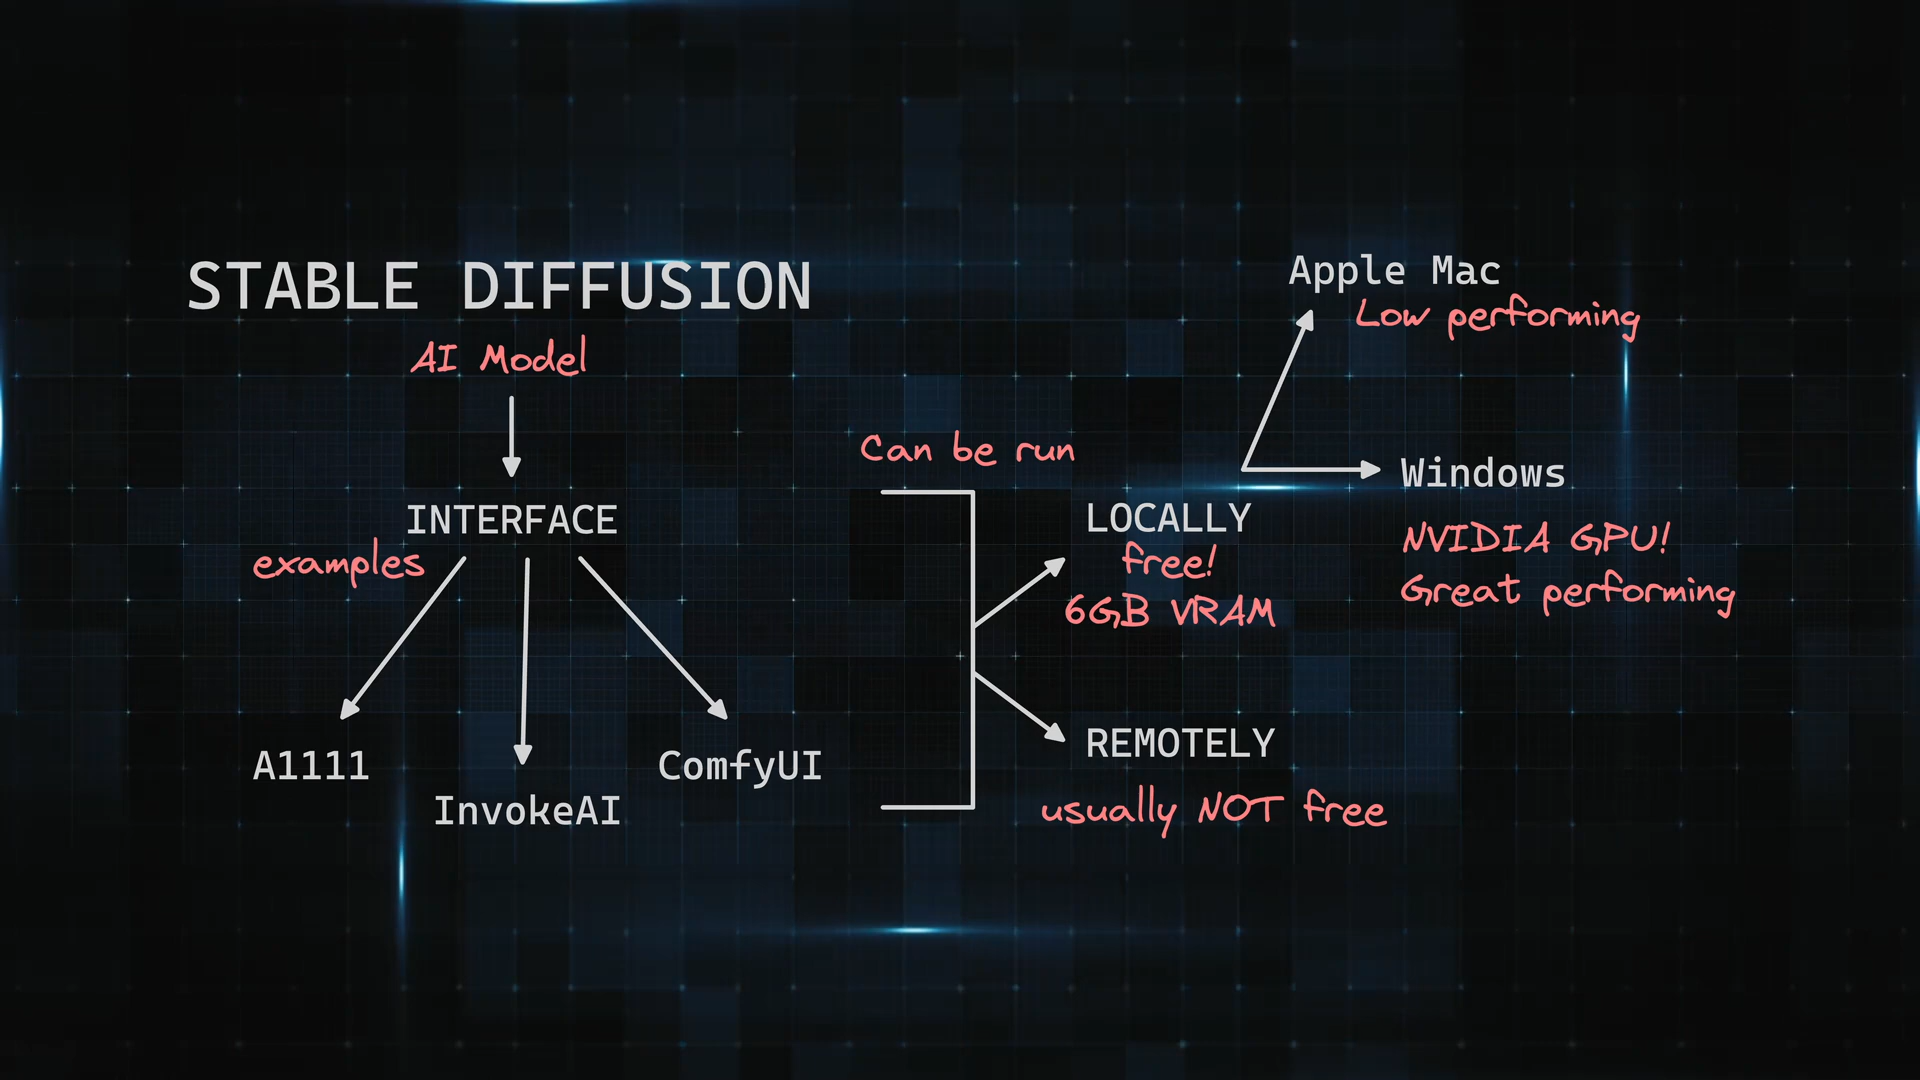 STABLE DIFFUSION
AI Model
INTERFACE
examples
A1111
InvokeAI
ComfyUI
Can be run
LOCALLY
free!
6GB VRAM
REMOTELY
usually NOT free
Apple Mac
Low performing
Windows
NVIDIA GPU!
Great performing